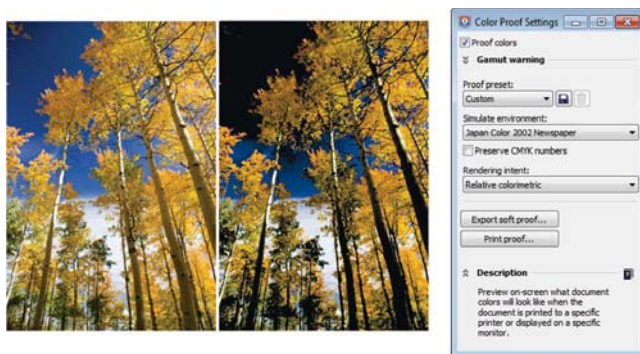 Color Proof Settings
Proof colors
Gamut warning
Proof preset:
Custom
Simulate environment:
Japan Color 2002 Newspaper
Preserve CMYK numbers
Rendering intent:
Relative colorimetric
Export soft proof...
Print proof...
Description
Preview on-screen what document
colors will look like when the
document is printed to a specific
printer or displayed on a specific
monitor.